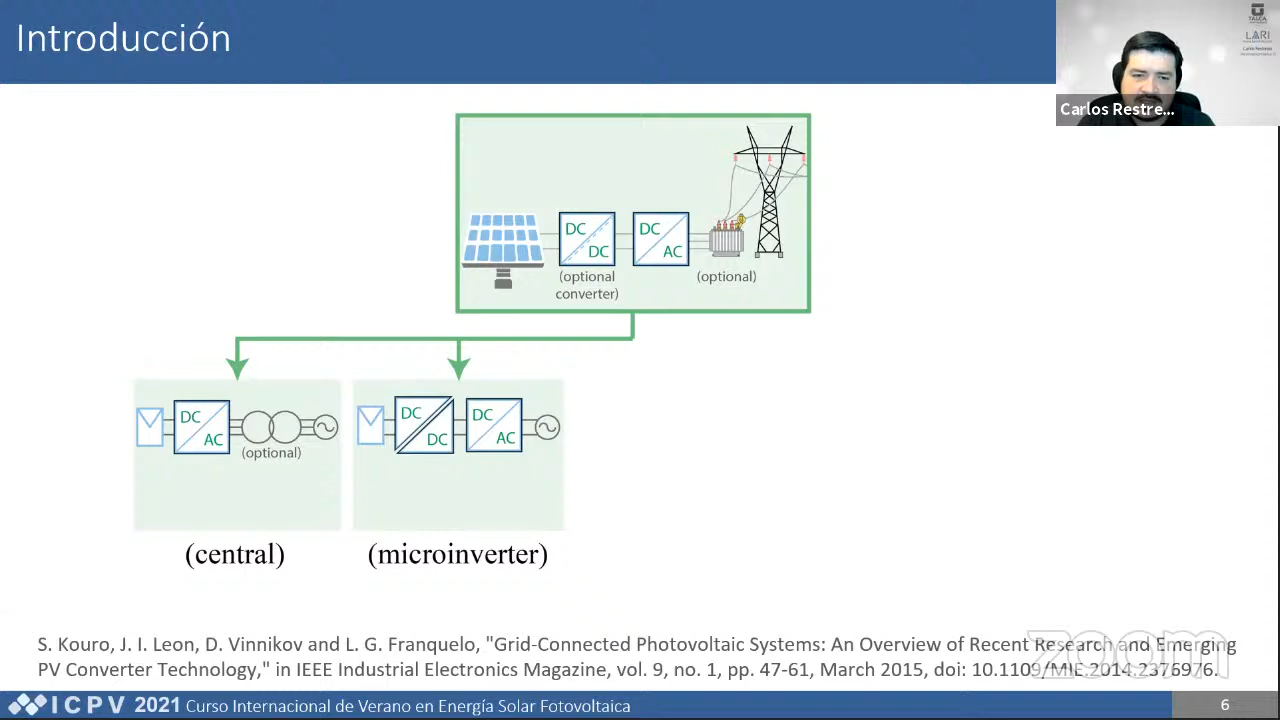 Introducción
TALCA
LARI
Carlos Restre...
DC
DC
(optional
converter)
DC
AC
(optional)
DC
AC
(optional)
DC
DC
DC
AC
(central)
(microinverter)
S. Kouro, J. I. Leon, D. Vinnikov and L. G. Franquelo, "Grid-Connected Photovoltaic Systems: An Overview of Recent Research and Emerging
PV Converter Technology," in IEEE Industrial Electronics Magazine, vol. 9, no. 1, pp. 47-61, March 2015, doi: 10.1109/MIE.2014.2376976.
zoom
ICPV 2021 Curso Internacional de Verano en Energía Solar Fotovoltaica
6